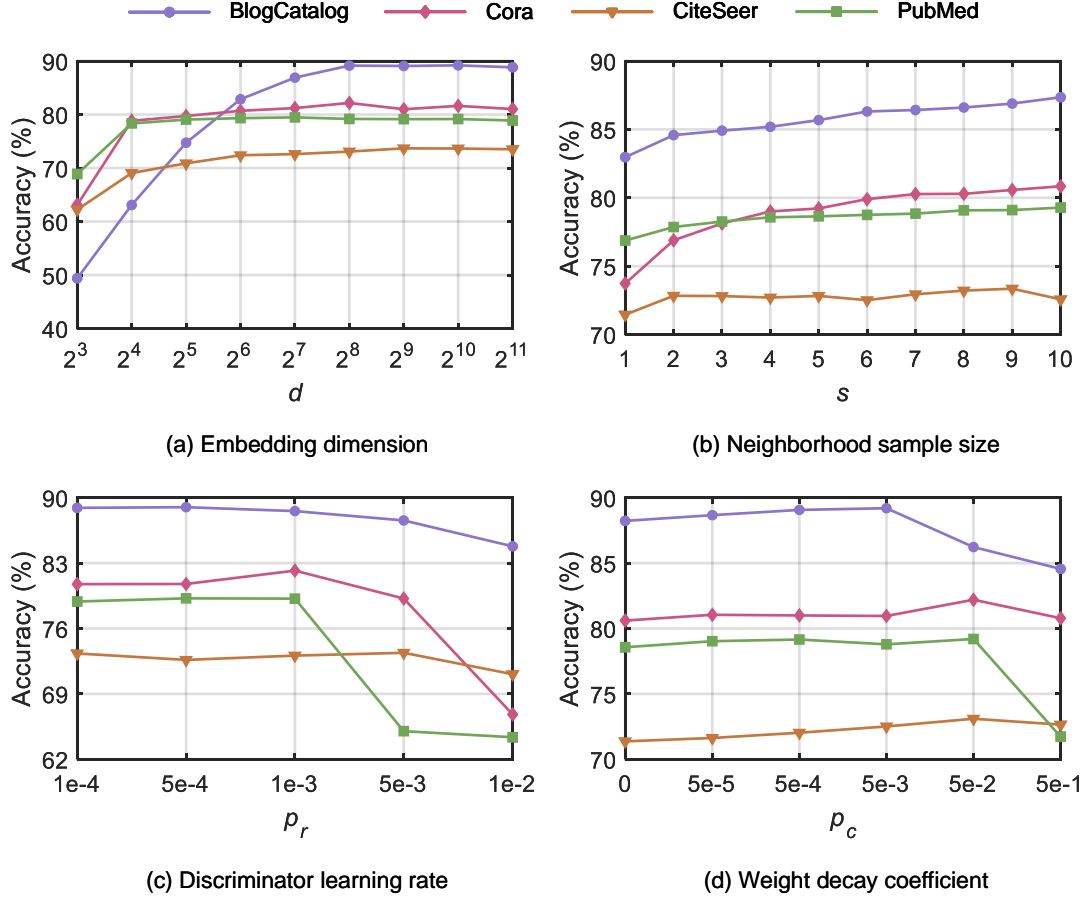 BlogCatalog Cora CiteSeer PubMed
Accuracy (%)
90
80
70
60
50
40
2^3 2^4 2^5 2^6 2^7 2^8 2^9 2^10 2^11
d
(a) Embedding dimension
Accuracy (%)
90
85
80
75
70
1 2 3 4 5 6 7 8 9 10
s
(b) Neighborhood sample size
Accuracy (%)
90
83
76
69
62
1e-4 5e-4 1e-3 5e-3 1e-2
p_r
(c) Discriminator learning rate
Accuracy (%)
90
85
80
75
70
0 5e-5 5e-4 5e-3 5e-2 5e-1
p_c
(d) Weight decay coefficient